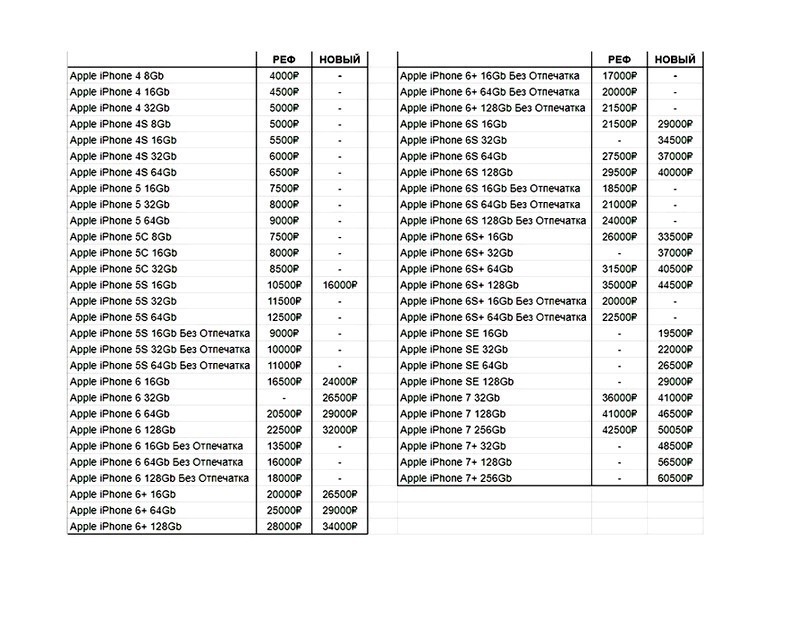 РЕФ НОВЫЙ
Apple iPhone 4 8Gb 4000₽ -
Apple iPhone 4 16Gb 4500₽ -
Apple iPhone 4 32Gb 5000₽ -
Apple iPhone 4S 8Gb 5000₽ -
Apple iPhone 4S 16Gb 5500₽ -
Apple iPhone 4S 32Gb 6000₽ -
Apple iPhone 4S 64Gb 6500₽ -
Apple iPhone 5 16Gb 7500₽ -
Apple iPhone 5 32Gb 8000₽ -
Apple iPhone 5 64Gb 9000₽ -
Apple iPhone 5C 8Gb 7500₽ -
Apple iPhone 5C 16Gb 8000₽ -
Apple iPhone 5C 32Gb 8500₽ -
Apple iPhone 5S 16Gb 10500₽ 16000₽
Apple iPhone 5S 32Gb 11500₽ -
Apple iPhone 5S 64Gb 12500₽ -
Apple iPhone 5S 16Gb Без Отпечатка 9000₽ -
Apple iPhone 5S 32Gb Без Отпечатка 10000₽ -
Apple iPhone 5S 64Gb Без Отпечатка 11000₽ -
Apple iPhone 6 16Gb 16500₽ 24000₽
Apple iPhone 6 32Gb - 26500₽
Apple iPhone 6 64Gb 20500₽ 29000₽
Apple iPhone 6 128Gb 22500₽ 32000₽
Apple iPhone 6 16Gb Без Отпечатка 13500₽ -
Apple iPhone 6 64Gb Без Отпечатка 16000₽ -
Apple iPhone 6 128Gb Без Отпечатка 18000₽ -
Apple iPhone 6+ 16Gb 20000₽ 26500₽
Apple iPhone 6+ 64Gb 25000₽ 29000₽
Apple iPhone 6+ 128Gb 28000₽ 34000₽
РЕФ НОВЫЙ
Apple iPhone 6+ 16Gb Без Отпечатка 17000₽ -
Apple iPhone 6+ 64Gb Без Отпечатка 20000₽ -
Apple iPhone 6+ 128Gb Без Отпечатка 21500₽ -
Apple iPhone 6S 16Gb 21500₽ 29000₽
Apple iPhone 6S 32Gb - 34500₽
Apple iPhone 6S 64Gb 27500₽ 37000₽
Apple iPhone 6S 128Gb 29500₽ 40000₽
Apple iPhone 6S 16Gb Без Отпечатка 18500₽ -
Apple iPhone 6S 64Gb Без Отпечатка 21000₽ -
Apple iPhone 6S 128Gb Без Отпечатка 24000₽ -
Apple iPhone 6S+ 16Gb 26000₽ 33500₽
Apple iPhone 6S+ 32Gb - 37000₽
Apple iPhone 6S+ 64Gb 31500₽ 40500₽
Apple iPhone 6S+ 128Gb 35000₽ 44500₽
Apple iPhone 6S+ 16Gb Без Отпечатка 20000₽ -
Apple iPhone 6S+ 64Gb Без Отпечатка 22500₽ -
Apple iPhone SE 16Gb - 19500₽
Apple iPhone SE 32Gb - 22000₽
Apple iPhone SE 64Gb - 26500₽
Apple iPhone SE 128Gb - 29000₽
Apple iPhone 7 32Gb 36000₽ 41000₽
Apple iPhone 7 128Gb 41000₽ 46500₽
Apple iPhone 7 256Gb 42500₽ 50050₽
Apple iPhone 7+ 32Gb - 48500₽
Apple iPhone 7+ 128Gb - 56500₽
Apple iPhone 7+ 256Gb - 60500₽